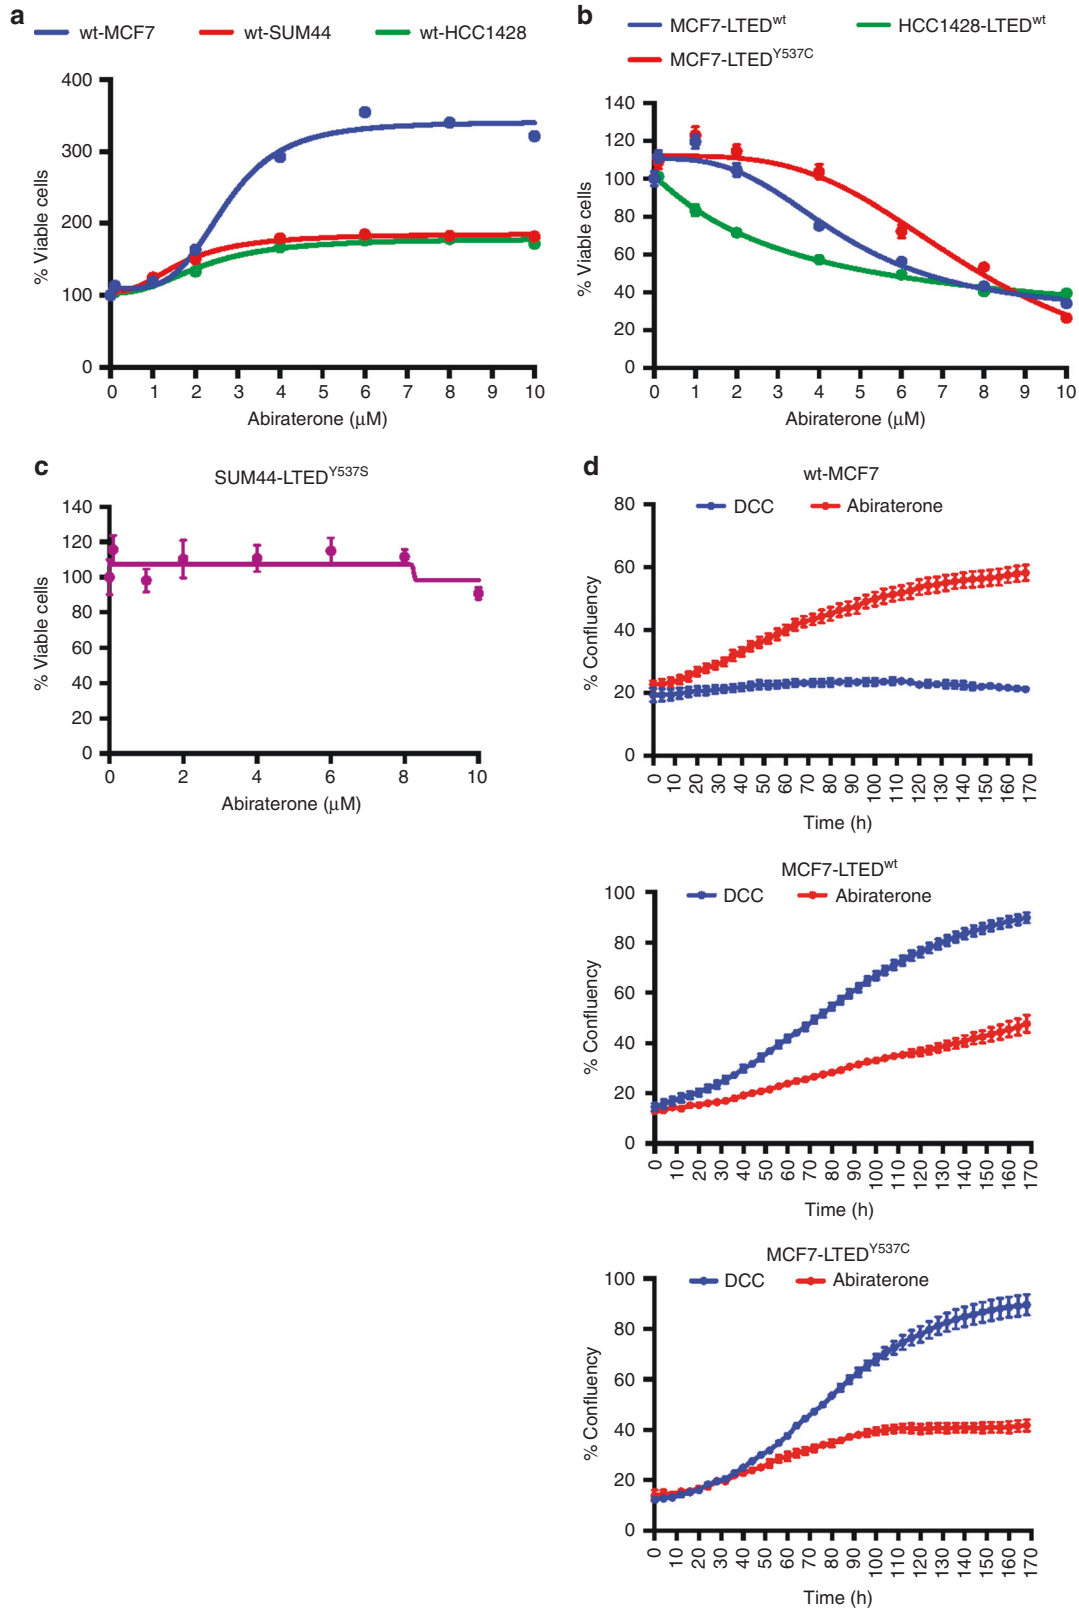 a
wt-MCF7 wt-SUM44 wt-HCC1428
400
300
200
100
0
% Viable cells
0 1 2 3 4 5 6 7 8 9 10
Abiraterone (μM)
b
MCF7-LTEDwt HCC1428-LTEDwt
MCF7-LTEDY537C
140
120
100
80
60
40
20
0
% Viable cells
0 1 2 3 4 5 6 7 8 9 10
Abiraterone (μM)
c
SUM44-LTEDY537S
140
120
100
80
60
40
20
0
% Viable cells
0 2 4 6 8 10
Abiraterone (μM)
d
wt-MCF7
DCC Abiraterone
80
60
40
20
0
% Confluency
0 10 20 30 40 50 60 70 80 90 100 110 120 130 140 150 160 170
Time (h)
MCF7-LTEDwt
DCC Abiraterone
100
80
60
40
20
0
% Confluency
0 10 20 30 40 50 60 70 80 90 100 110 120 130 140 150 160 170
Time (h)
MCF7-LTEDY537C
DCC Abiraterone
100
80
60
40
20
0
% Confluency
0 10 20 30 40 50 60 70 80 90 100 110 120 130 140 150 160 170
Time (h)